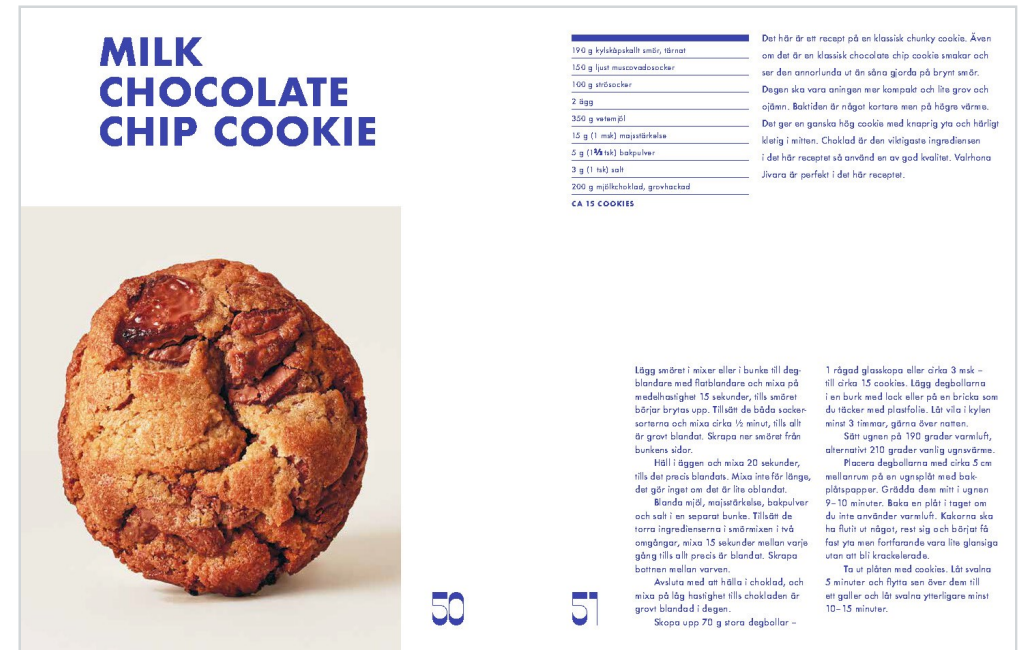 MILK
CHOCOLATE
CHIP COOKIE
190 g kylskåpskallt smör, tärnat
150 g ljust muscovadosocker
100 g strösocker
2 ägg
350 g vetemjöl
15 g (1 msk) majsstärkelse
5 g (1⅔ tsk) bakpulver
3 g (1 tsk) salt
200 g mjölkchoklad, grovhackad
CA 15 COOKIES
Det här är ett recept på en klassisk chunky cookie. Även
om det är en klassisk chocolate chip cookie smakar och
ser den annorlunda ut än såna gjorda på brynt smör.
Degen ska vara aningen mer kompakt och lite grov och
ojämn. Baktiden är något kortare men på högre värme.
Det ger en ganska hög cookie med knaprig yta och härligt
kletig i mitten. Choklad är den viktigaste ingrediensen
i det här receptet så använd en av god kvalitet. Valrhona
Jivara är perfekt i det här receptet.
Lägg smöret i mixer eller i bunke till deg-
blandare med flatblandare och mixa på
medelhastighet 15 sekunder, tills smöret
börjar brytas upp. Tillsätt de båda socker-
sorterna och mixa cirka ½ minut, tills allt
är grovt blandat. Skrapa ner smöret från
bunkens sidor.
Häll i äggen och mixa 20 sekunder,
tills det precis blandats. Mixa inte för länge,
det gör inget om det är lite oblandat.
Blanda mjöl, majsstärkelse, bakpulver
och salt i en separat bunke. Tillsätt de
torra ingredienserna i smörmixen i två
omgångar, mixa 15 sekunder mellan varje
gång tills allt precis är blandat. Skrapa
bottnen mellan varven.
Avsluta med att hälla i choklad, och
mixa på låg hastighet tills chokladen är
grovt blandad i degen.
Skopa upp 70 g stora degbollar –
1 rågad glasskopa eller cirka 3 msk –
till cirka 15 cookies. Lägg degbollarna
i en burk med lock eller på en bricka som
du täcker med plastfolie. Låt vila i kylen
minst 3 timmar, gärna över natten.
Sätt ugnen på 190 grader varmluft,
alternativt 210 grader vanlig ugnsvärme.
Placera degbollarna med cirka 5 cm
mellanrum på en ugnsplåt med bak-
plåtspapper. Grädda dem mitt i ugnen
9–10 minuter. Baka en plåt i taget om
du inte använder varmluft. Kakorna ska
ha flutit ut något, rest sig och börjat få
fast yta men fortfarande vara lite glansiga
utan att bli krackelerade.
Ta ut plåten med cookies. Låt svalna
5 minuter och flytta sen över dem till
ett galler och låt svalna ytterligare minst
10–15 minuter.
50
51